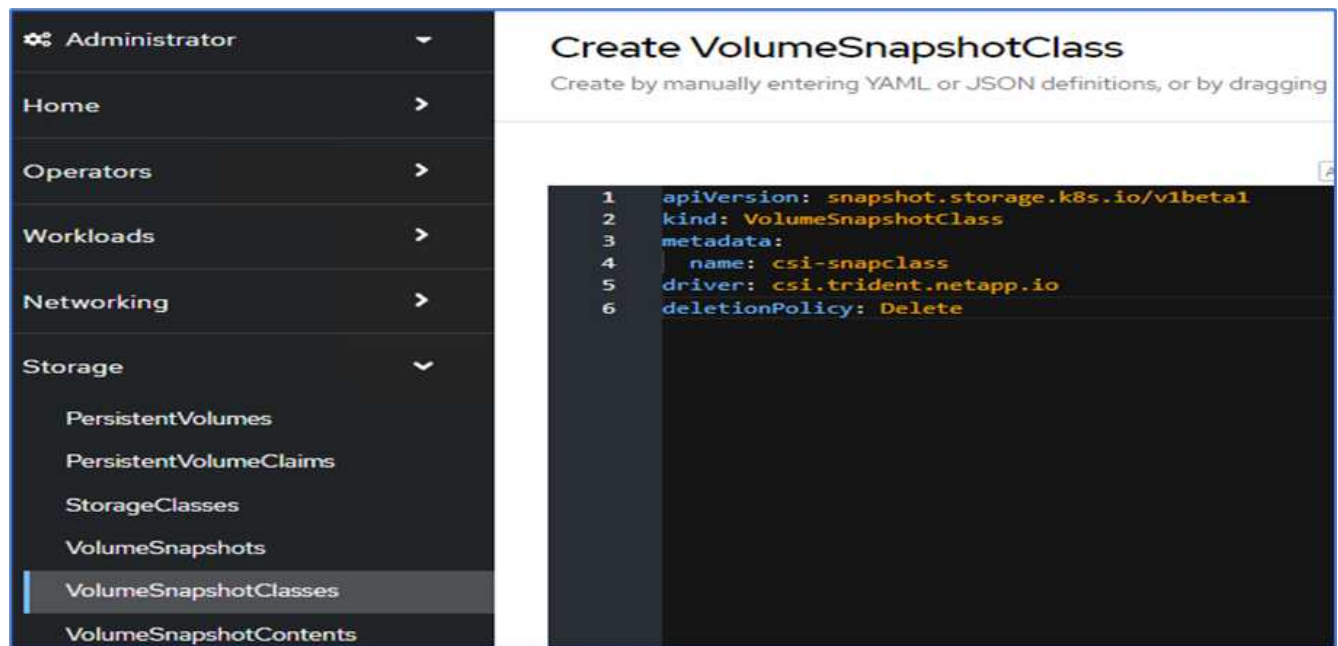 Administrator
Home
Operators
Workloads
Networking
Storage
PersistentVolumes
PersistentVolumeClaims
StorageClasses
VolumeSnapshots
VolumeSnapshotClasses
VolumeSnapshotContents
Create VolumeSnapshotClass
Create by manually entering YAML or JSON definitions, or by dragging
1 apiVersion: snapshot.storage.k8s.io/v1beta1
2 kind: VolumeSnapshotClass
3 metadata:
4   name: csi-snapclass
5 driver: csi.trident.netapp.io
6 deletionPolicy: Delete